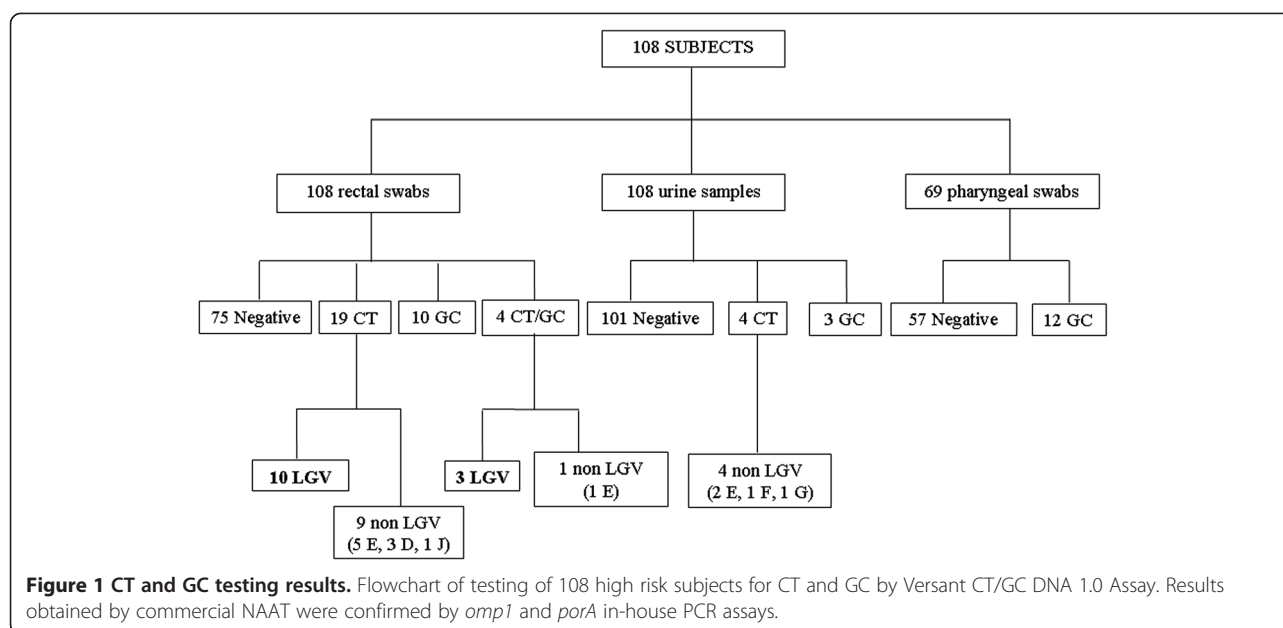 108 SUBJECTS
108 rectal swabs
108 urine samples
69 pharyngeal swabs
75 Negative
19 CT
10 GC
4 CT/GC
101 Negative
4 CT
3 GC
57 Negative
12 GC
10 LGV
9 non LGV
(5 E, 3 D, 1 J)
3 LGV
1 non LGV
(1 E)
4 non LGV
(2 E, 1 F, 1 G)
Figure 1 CT and GC testing results. Flowchart of testing of 108 high risk subjects for CT and GC by Versant CT/GC DNA 1.0 Assay. Results
obtained by commercial NAAT were confirmed by omp1 and porA in-house PCR assays.